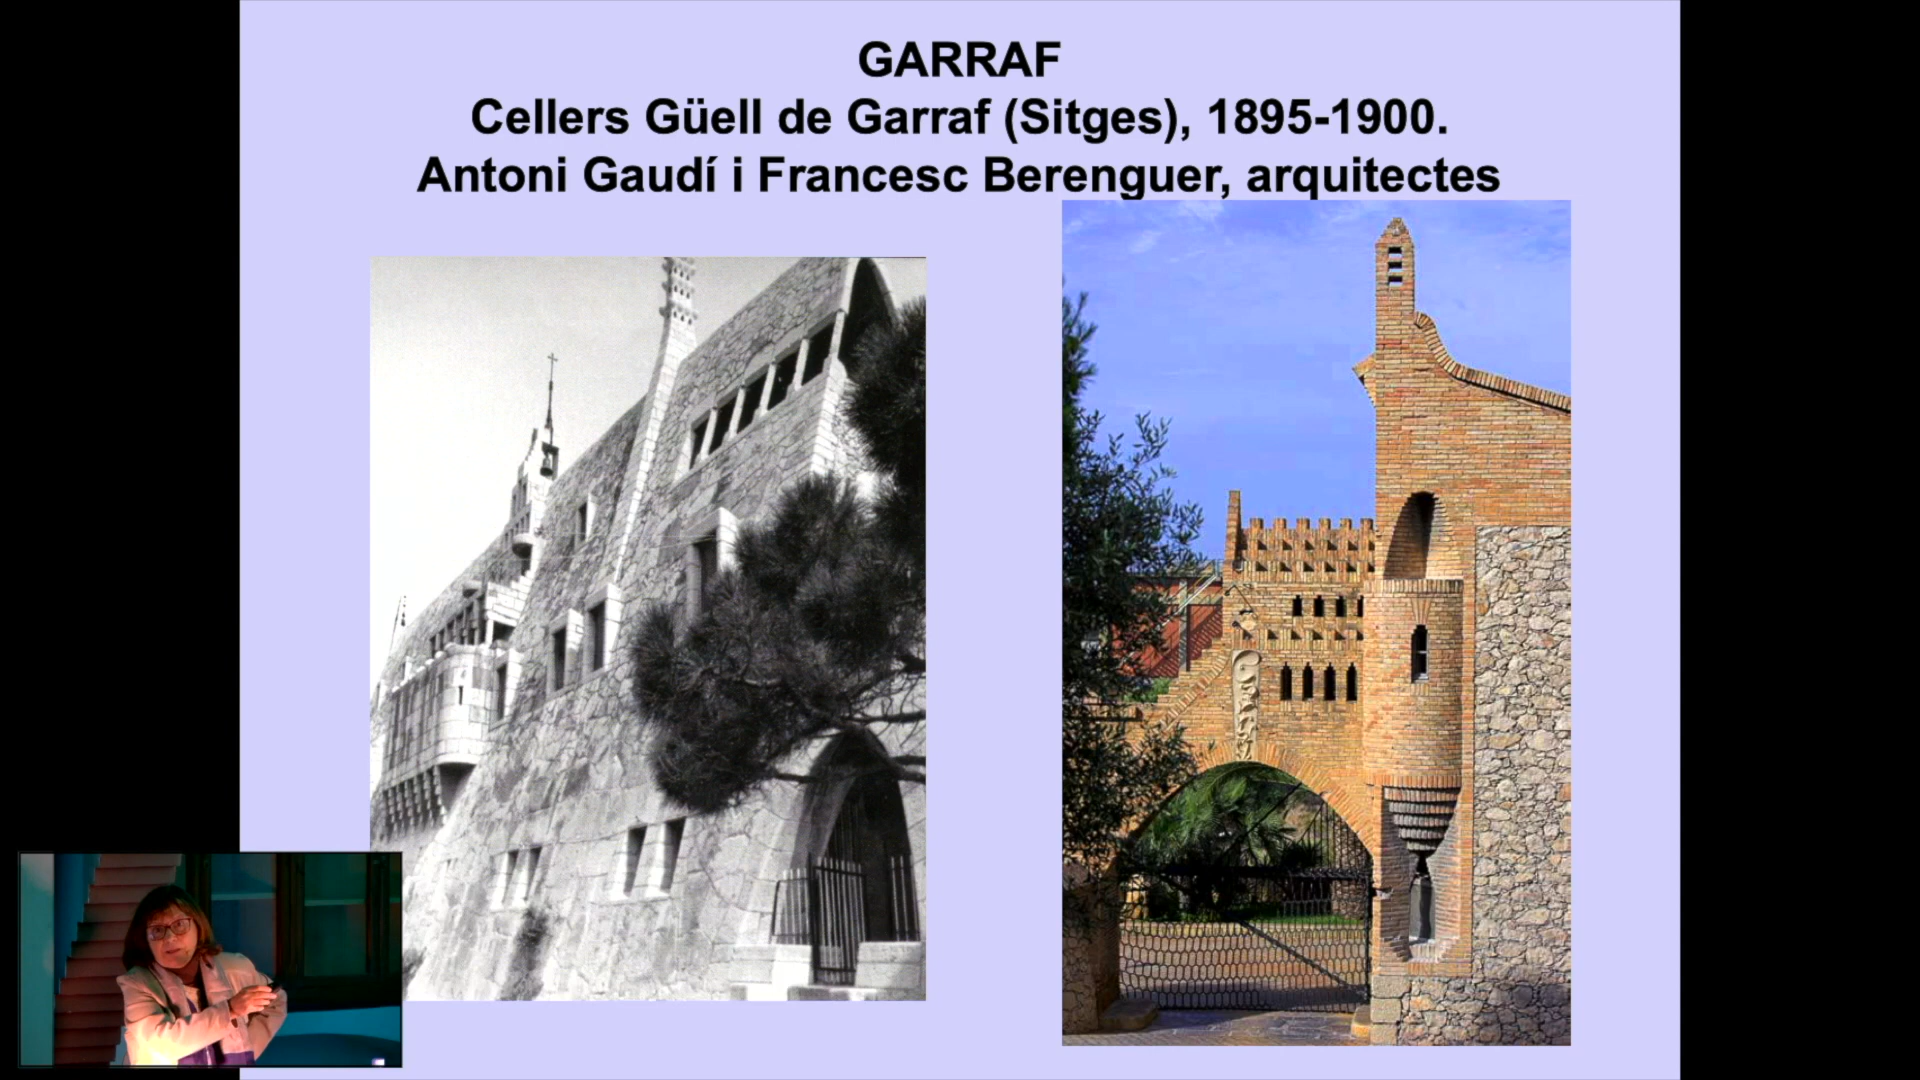 GARRAF
Cellers Güell de Garraf (Sitges), 1895-1900.
Antoni Gaudí i Francesc Berenguer, arquitectes